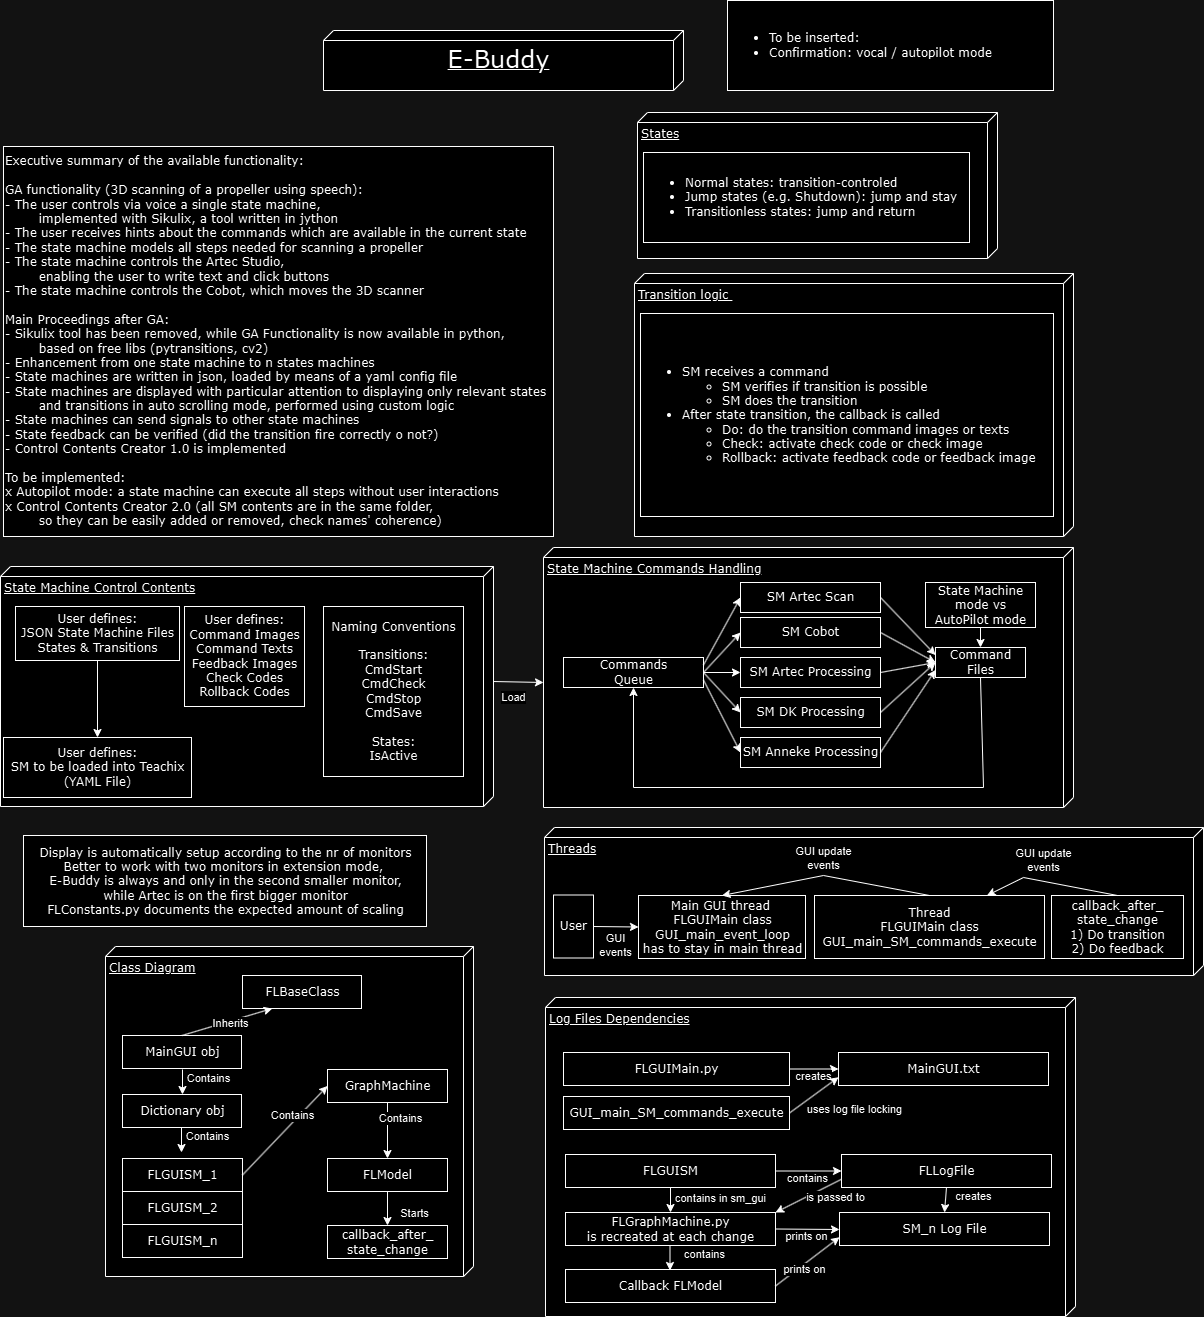 E-Buddy
To be inserted:
Confirmation: vocal / autopilot mode
States
Normal states: transition-controled
Jump states (e.g. Shutdown): jump and stay
Transitionless states: jump and return
Executive summary of the available functionality:
GA functionality (3D scanning of a propeller using speech):
- The user controls via voice a single state machine,
implemented with Sikulix, a tool written in jython
- The user receives hints about the commands which are available in the current state
- The state machine models all steps needed for scanning a propeller
- The state machine controls the Artec Studio,
enabling the user to write text and click buttons
- The state machine controls the Cobot, which moves the 3D scanner
Main Proceedings after GA:
- Sikulix tool has been removed, while GA Functionality is now available in python,
based on free libs (pytransitions, cv2)
- Enhancement from one state machine to n states machines
- State machines are written in json, loaded by means of a yaml config file
- State machines are displayed with particular attention to displaying only relevant states
and transitions in auto scrolling mode, performed using custom logic
- State machines can send signals to other state machines
- State feedback can be verified (did the transition fire correctly o not?)
- Control Contents Creator 1.0 is implemented
To be implemented:
x Autopilot mode: a state machine can execute all steps without user interactions
x Control Contents Creator 2.0 (all SM contents are in the same folder,
so they can be easily added or removed, check names' coherence)
Transition logic
SM receives a command
SM verifies if transition is possible
SM does the transition
After state transition, the callback is called
Do: do the transition command images or texts
Check: activate check code or check image
Rollback: activate feedback code or feedback image
State Machine Control Contents
User defines:
JSON State Machine Files
States & Transitions
User defines:
Command Images
Command Texts
Feedback Images
Check Codes
Rollback Codes
Naming Conventions
Transitions:
CmdStart
CmdCheck
CmdStop
CmdSave
States:
IsActive
User defines:
SM to be loaded into Teachix
(YAML File)
Load
State Machine Commands Handling
Commands
Queue
SM Artec Scan
SM Cobot
SM Artec Processing
SM DK Processing
SM Anneke Processing
State Machine
mode vs
AutoPilot mode
Command
Files
Display is automatically setup according to the nr of monitors
Better to work with two monitors in extension mode,
E-Buddy is always and only in the second smaller monitor,
while Artec is on the first bigger monitor
FLConstants.py documents the expected amount of scaling
Threads
GUI update
events
GUI update
events
User
GUI
events
Main GUI thread
FLGUIMain class
GUI_main_event_loop
has to stay in main thread
Thread
FLGUIMain class
GUI_main_SM_commands_execute
callback_after_
state_change
1) Do transition
2) Do feedback
Class Diagram
FLBaseClass
Inherits
MainGUI obj
Contains
Dictionary obj
Contains
FLGUISM_1
FLGUISM_2
FLGUISM_n
Contains
GraphMachine
Contains
FLModel
Starts
callback_after_
state_change
Log Files Dependencies
FLGUIMain.py
creates
MainGUI.txt
GUI_main_SM_commands_execute
uses log file locking
FLGUISM
contains
FLLogFile
contains in sm_gui
is passed to
creates
FLGraphMachine.py
is recreated at each change
prints on
SM_n Log File
contains
prints on
Callback FLModel